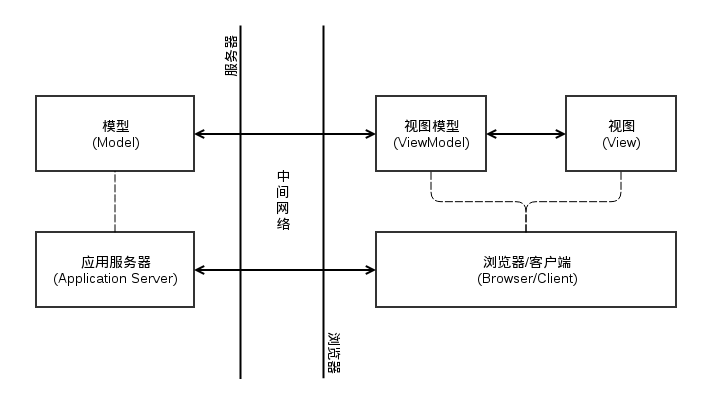 服务器
模型
(Model)
视图模型
(ViewModel)
视图
(View)
中
间
网
络
应用服务器
(Application Server)
浏览器/客户端
(Browser/Client)
浏览器